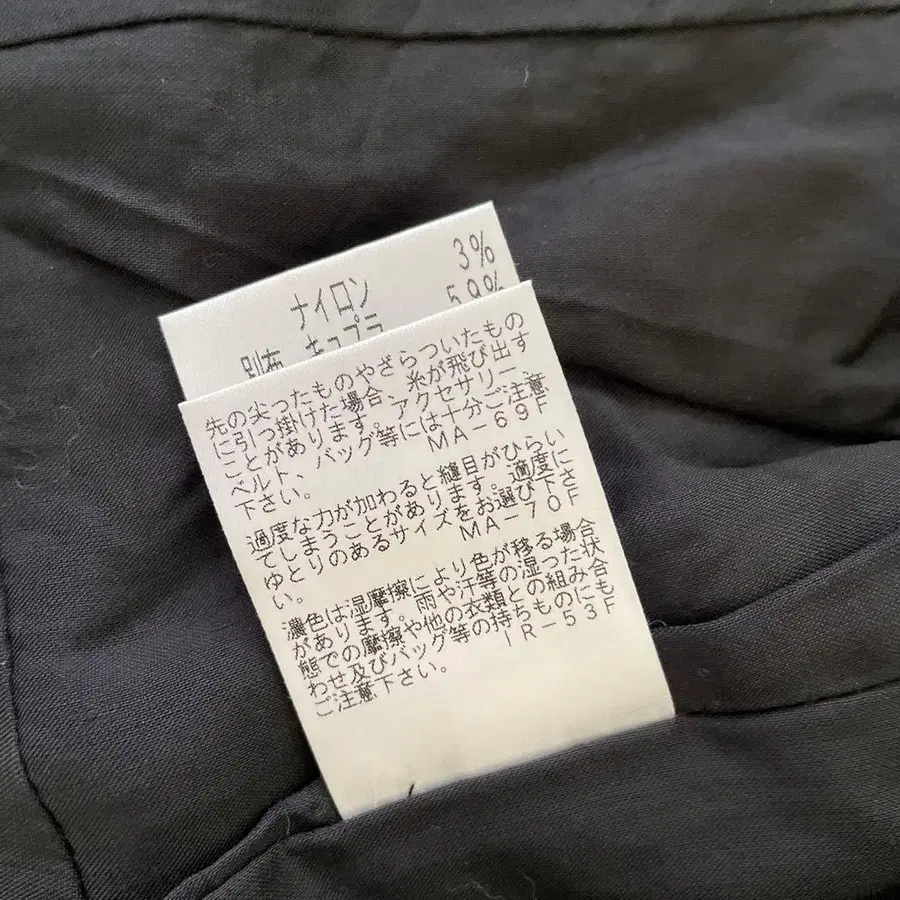 ナイロン 3%
別布 キュプラ 59%
先の尖ったものやざらついたもの
に引っ掛けた場合、糸が飛び出す
ことがあります。アクセサリー
ベルト、バッグ等には十分ご注意
下さい。 MA-69F
過度な力が加わると縫目がひらい
てしまうことがあります。適度に
ゆとりのあるサイズをお選び下さ
い。 MA-70F
濃色は湿摩擦により色が移る場合
があります。雨や汗等の湿った状
態での摩擦や他の衣類との組み合
わせ及びバッグ等の持ちものにも
ご注意下さい。 IR-53F